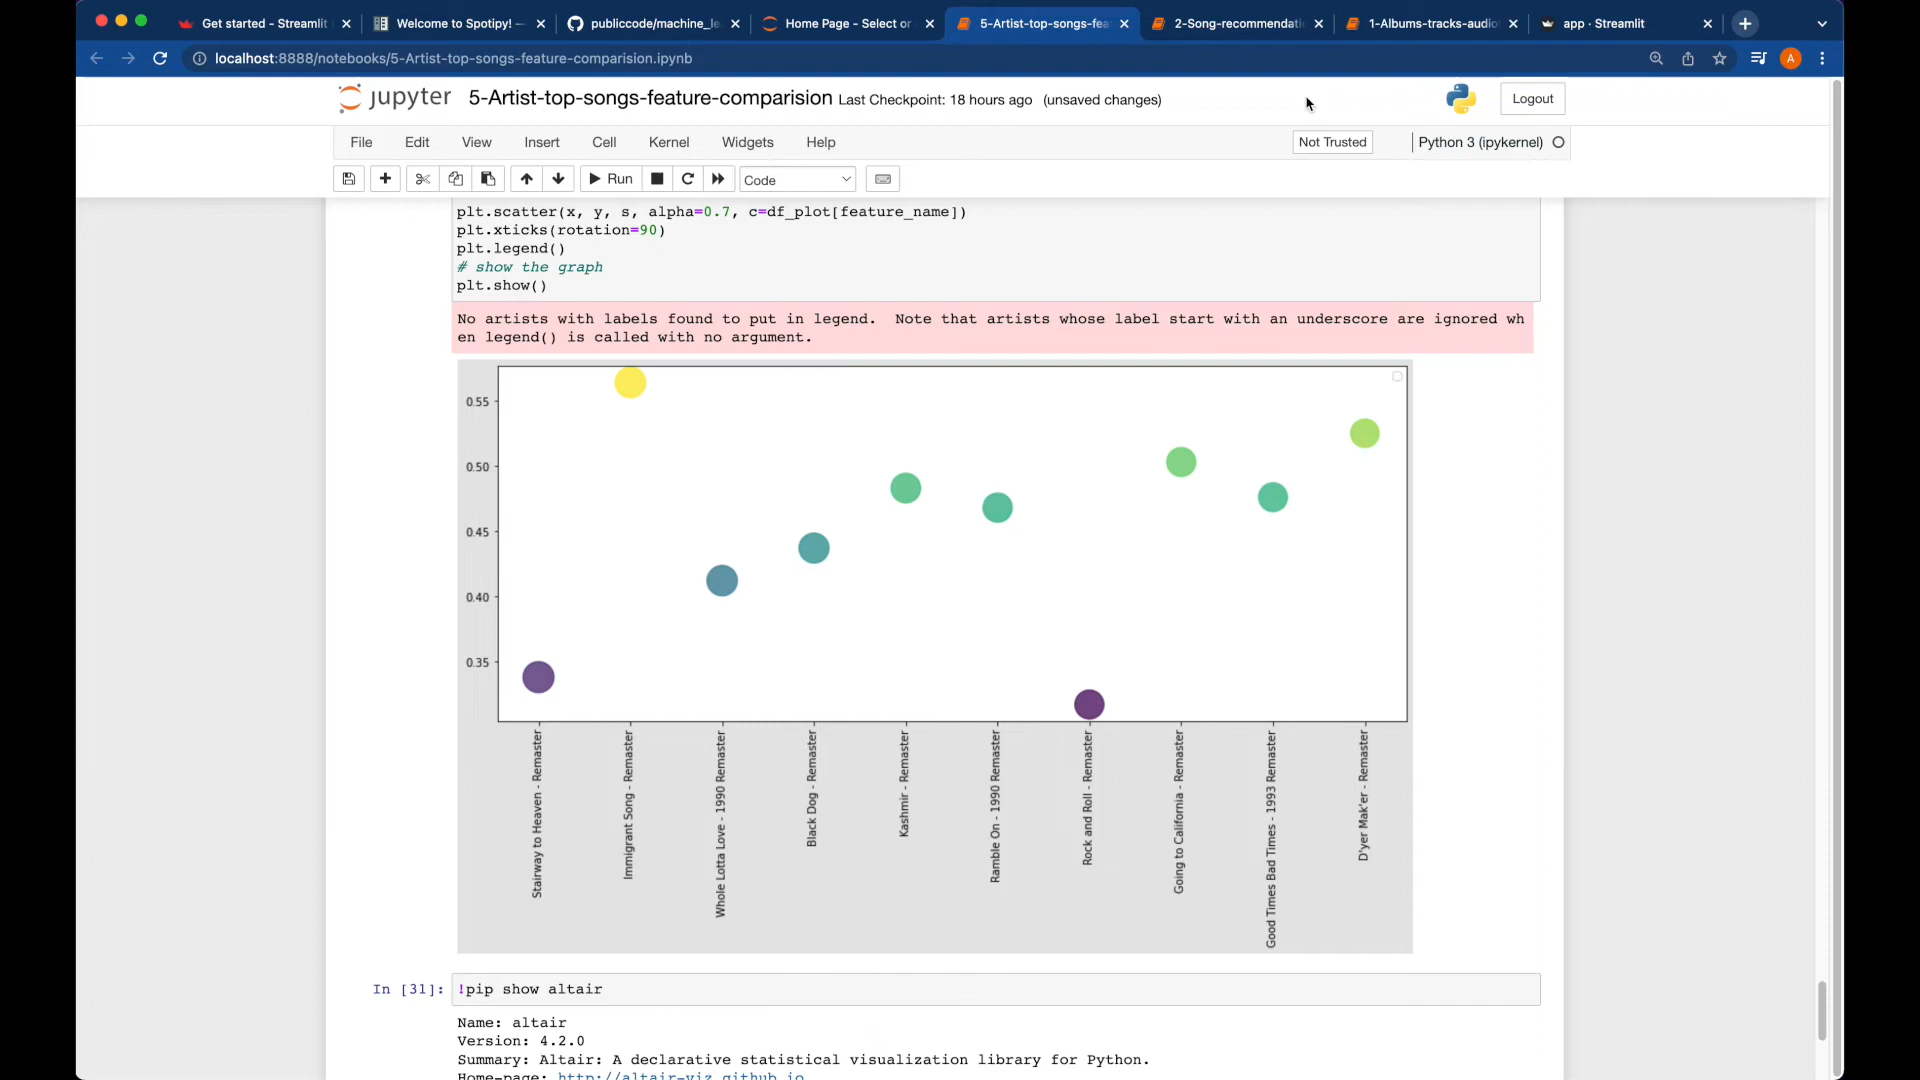 Get started - Streamlit
Welcome to Spotipy! —
publiccode/machine_le
Home Page - Select or
5-Artist-top-songs-fea
2-Song-recommendati
1-Albums-tracks-audio
app · Streamlit
localhost:8888/notebooks/5-Artist-top-songs-feature-comparision.ipynb
A
jupyter 5-Artist-top-songs-feature-comparision Last Checkpoint: 18 hours ago (unsaved changes)
Logout
File Edit View Insert Cell Kernel Widgets Help
Not Trusted
Python 3 (ipykernel)
Run
Code
plt.scatter(x, y, s, alpha=0.7, c=df_plot[feature_name])
plt.xticks(rotation=90)
plt.legend()
# show the graph
plt.show()
No artists with labels found to put in legend.  Note that artists whose label start with an underscore are ignored wh
en legend() is called with no argument.
0.55
0.50
0.45
0.40
0.35
Stairway to Heaven - Remaster
Immigrant Song - Remaster
Whole Lotta Love - 1990 Remaster
Black Dog - Remaster
Kashmir - Remaster
Ramble On - 1990 Remaster
Rock and Roll - Remaster
Going to California - Remaster
Good Times Bad Times - 1993 Remaster
D'yer Mak'er - Remaster
In [31]: !pip show altair
Name: altair
Version: 4.2.0
Summary: Altair: A declarative statistical visualization library for Python.
Home-page: http://altair-viz.github.io